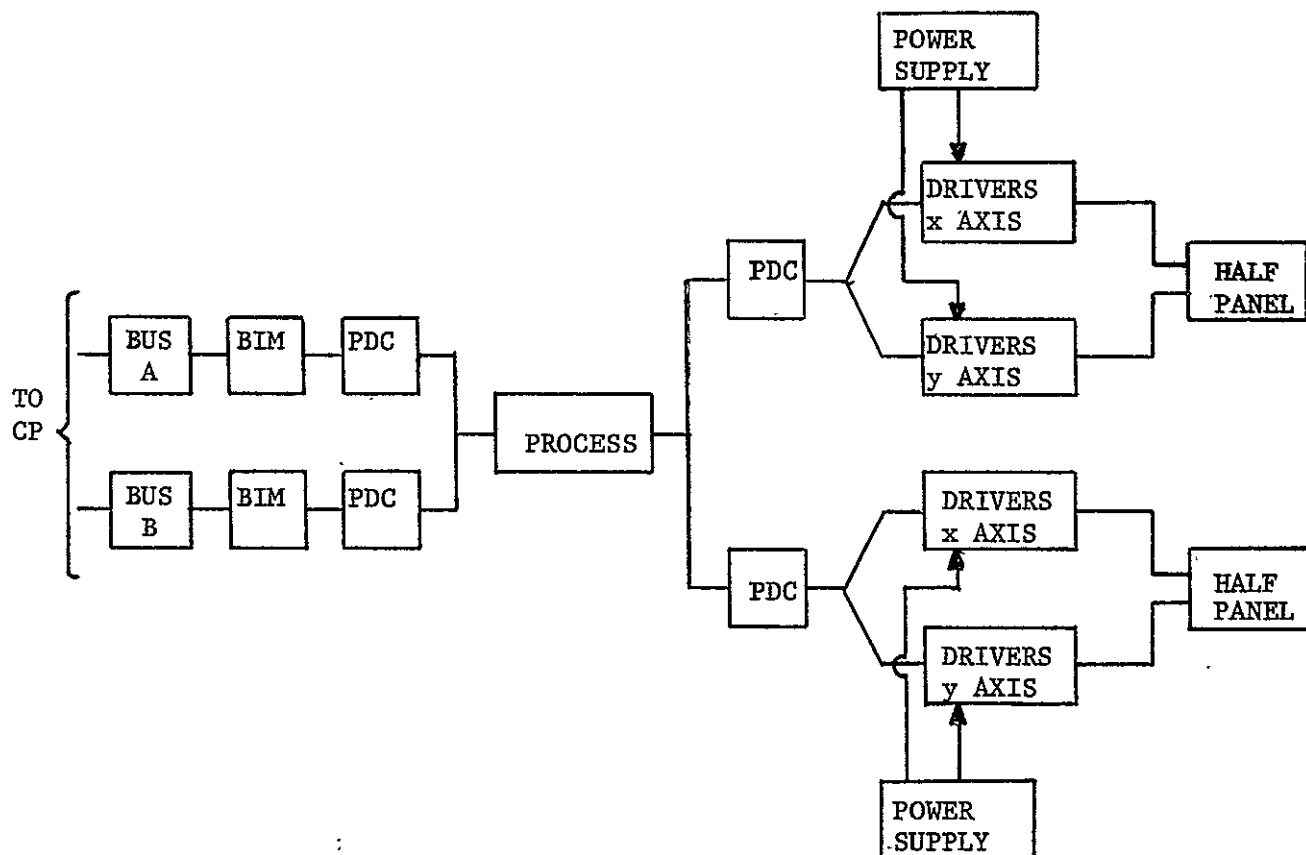 POWER
SUPPLY
DRIVERS
x AXIS
PDC
HALF
PANEL
DRIVERS
y AXIS
TO
CP
BUS
A
BIM
PDC
PROCESS
BUS
B
BIM
PDC
DRIVERS
x AXIS
PDC
HALF
PANEL
DRIVERS
y AXIS
POWER
SUPPLY